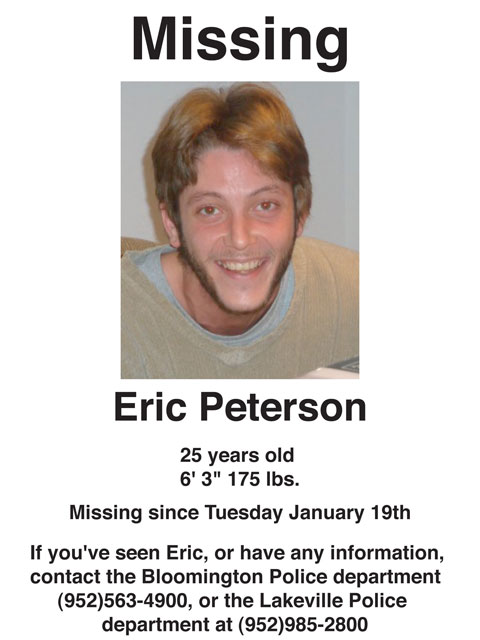 Missing
Eric Peterson
25 years old
6' 3" 175 lbs.
Missing since Tuesday January 19th
If you've seen Eric, or have any information,
contact the Bloomington Police department
(952)563-4900, or the Lakeville Police
department at (952)985-2800